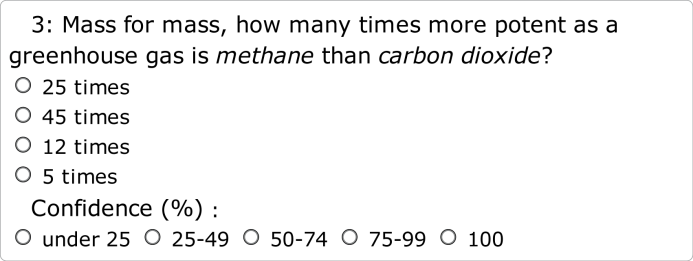 3: Mass for mass, how many times more potent as a
greenhouse gas is methane than carbon dioxide?
25 times
45 times
12 times
5 times
Confidence (%) :
under 25 25-49 50-74 75-99 100